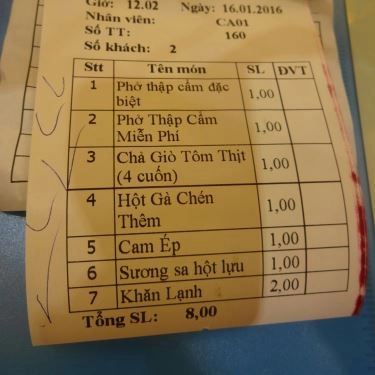 Giờ: 12.02 Ngày: 16.01.2016
Nhân viên: CA01
Số TT: 160
Số khách: 2
Stt Tên món SL ĐVT
1 Phở thập cẩm đặc biệt 1,00
2 Phở Thập Cẩm Miễn Phí 1,00
3 Chả Giò Tôm Thịt (4 cuốn) 1,00
4 Hột Gà Chén Thêm 1,00
5 Cam Ép 1,00
6 Sương sa hột lựu 1,00
7 Khăn Lạnh 2,00
Tổng SL: 8,00